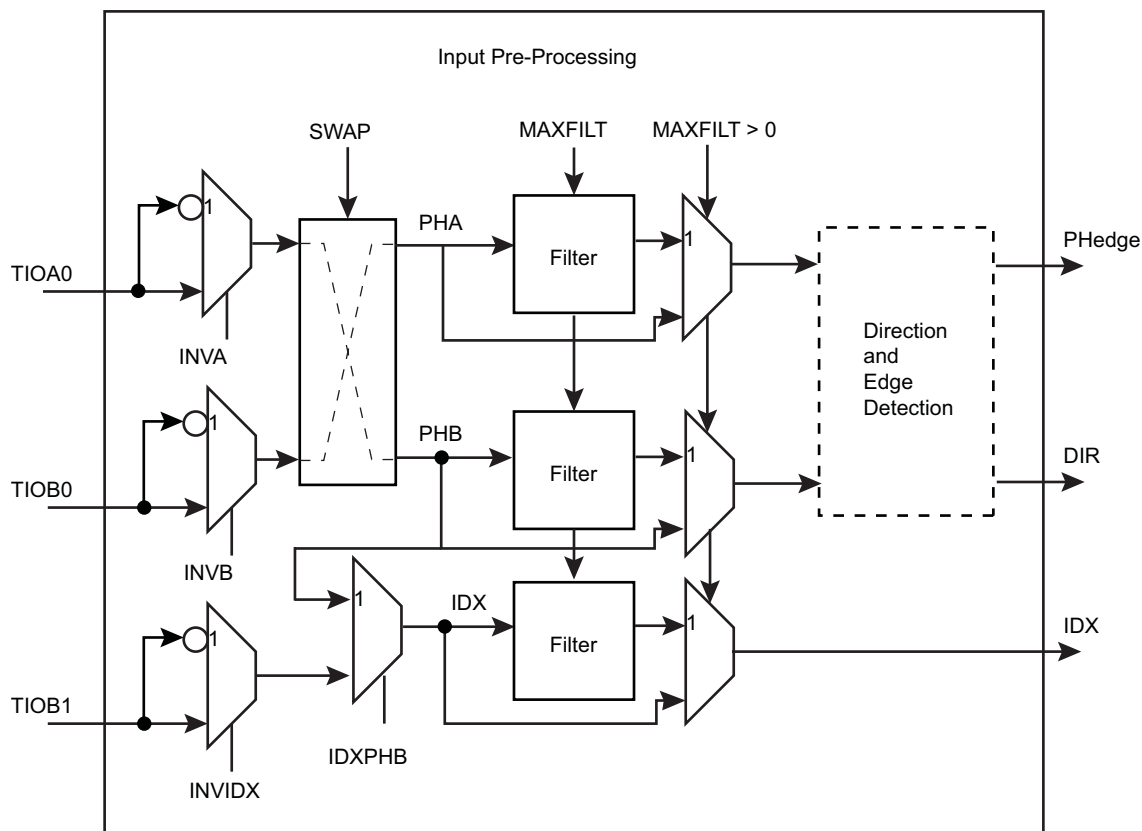 Input Pre-Processing
SWAP
MAXFILT
MAXFILT > 0
1
PHA
Filter
1
PHedge
TIOA0
INVA
Direction
and
Edge
Detection
1
PHB
Filter
1
DIR
TIOB0
INVB
1
IDX
Filter
1
IDX
1
TIOB1
IDXPHB
INVIDX